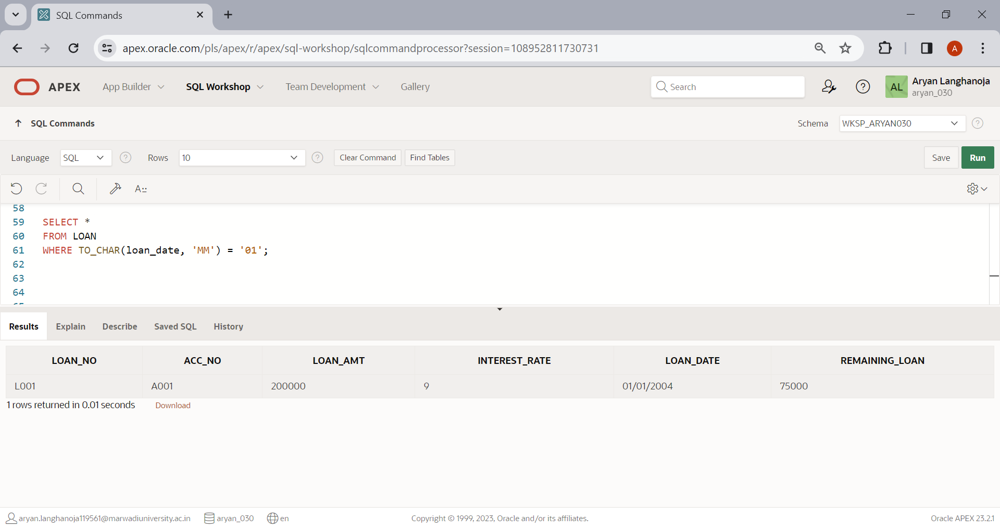 SQL Commands
apex.oracle.com/pls/apex/r/apex/sql-workshop/sqlcommandprocessor?session=108952811730731
A
APEX App Builder SQL Workshop Team Development Gallery Search ? AL Aryan Langhanoja
aryan_030
SQL Commands Schema WKSP_ARYAN030 ?
Language SQL ? Rows 10 ? Clear Command Find Tables Save Run
A
58
59 SELECT *
60 FROM LOAN
61 WHERE TO_CHAR(loan_date, 'MM') = '01';
62
63
64
Results Explain Describe Saved SQL History
LOAN_NO ACC_NO LOAN_AMT INTEREST_RATE LOAN_DATE REMAINING_LOAN
L001 A001 200000 9 01/01/2004 75000
1 rows returned in 0.01 seconds Download
aryan.langhanoja119561@marwadiuniversity.ac.in aryan_030 en Copyright © 1999, 2023, Oracle and/or its affiliates. Oracle APEX 23.2.1